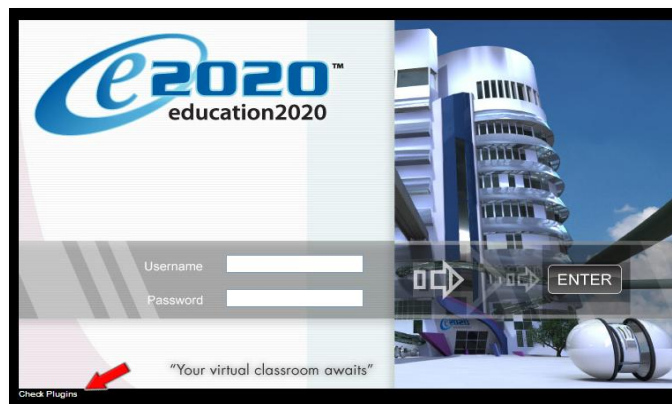 e2020™
education2020
Username
Password
ENTER
"Your virtual classroom awaits"
Check Plugins